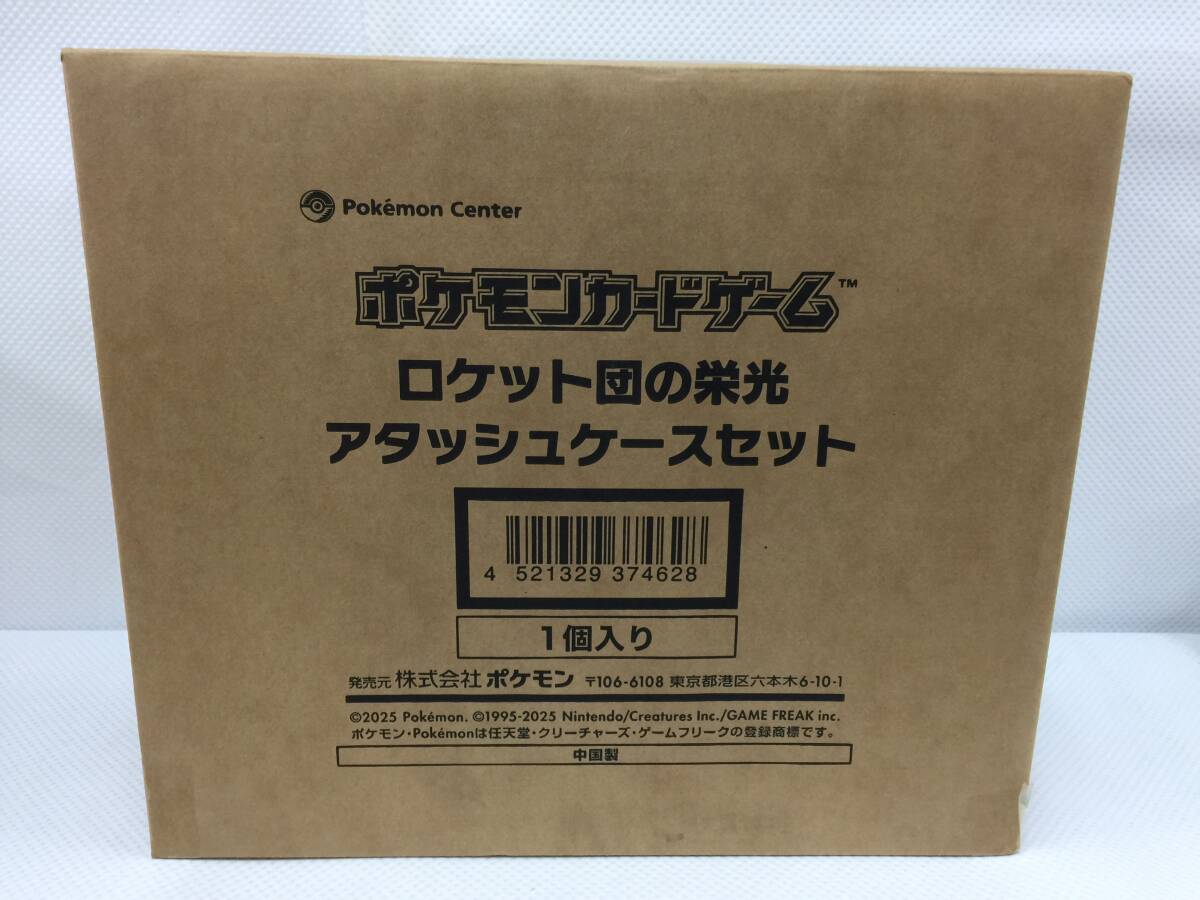 Pokémon Center
ポケモンカードゲーム™
ロケット団の栄光
アタッシュケースセット
4 521329 374628
1個入り
発売元 株式会社 ポケモン 〒106-6108 東京都港区六本木6-10-1
©2025 Pokémon. ©1995-2025 Nintendo/Creatures Inc./GAME FREAK inc.
ポケモン・Pokémonは任天堂・クリーチャーズ・ゲームフリークの登録商標です。
中国製